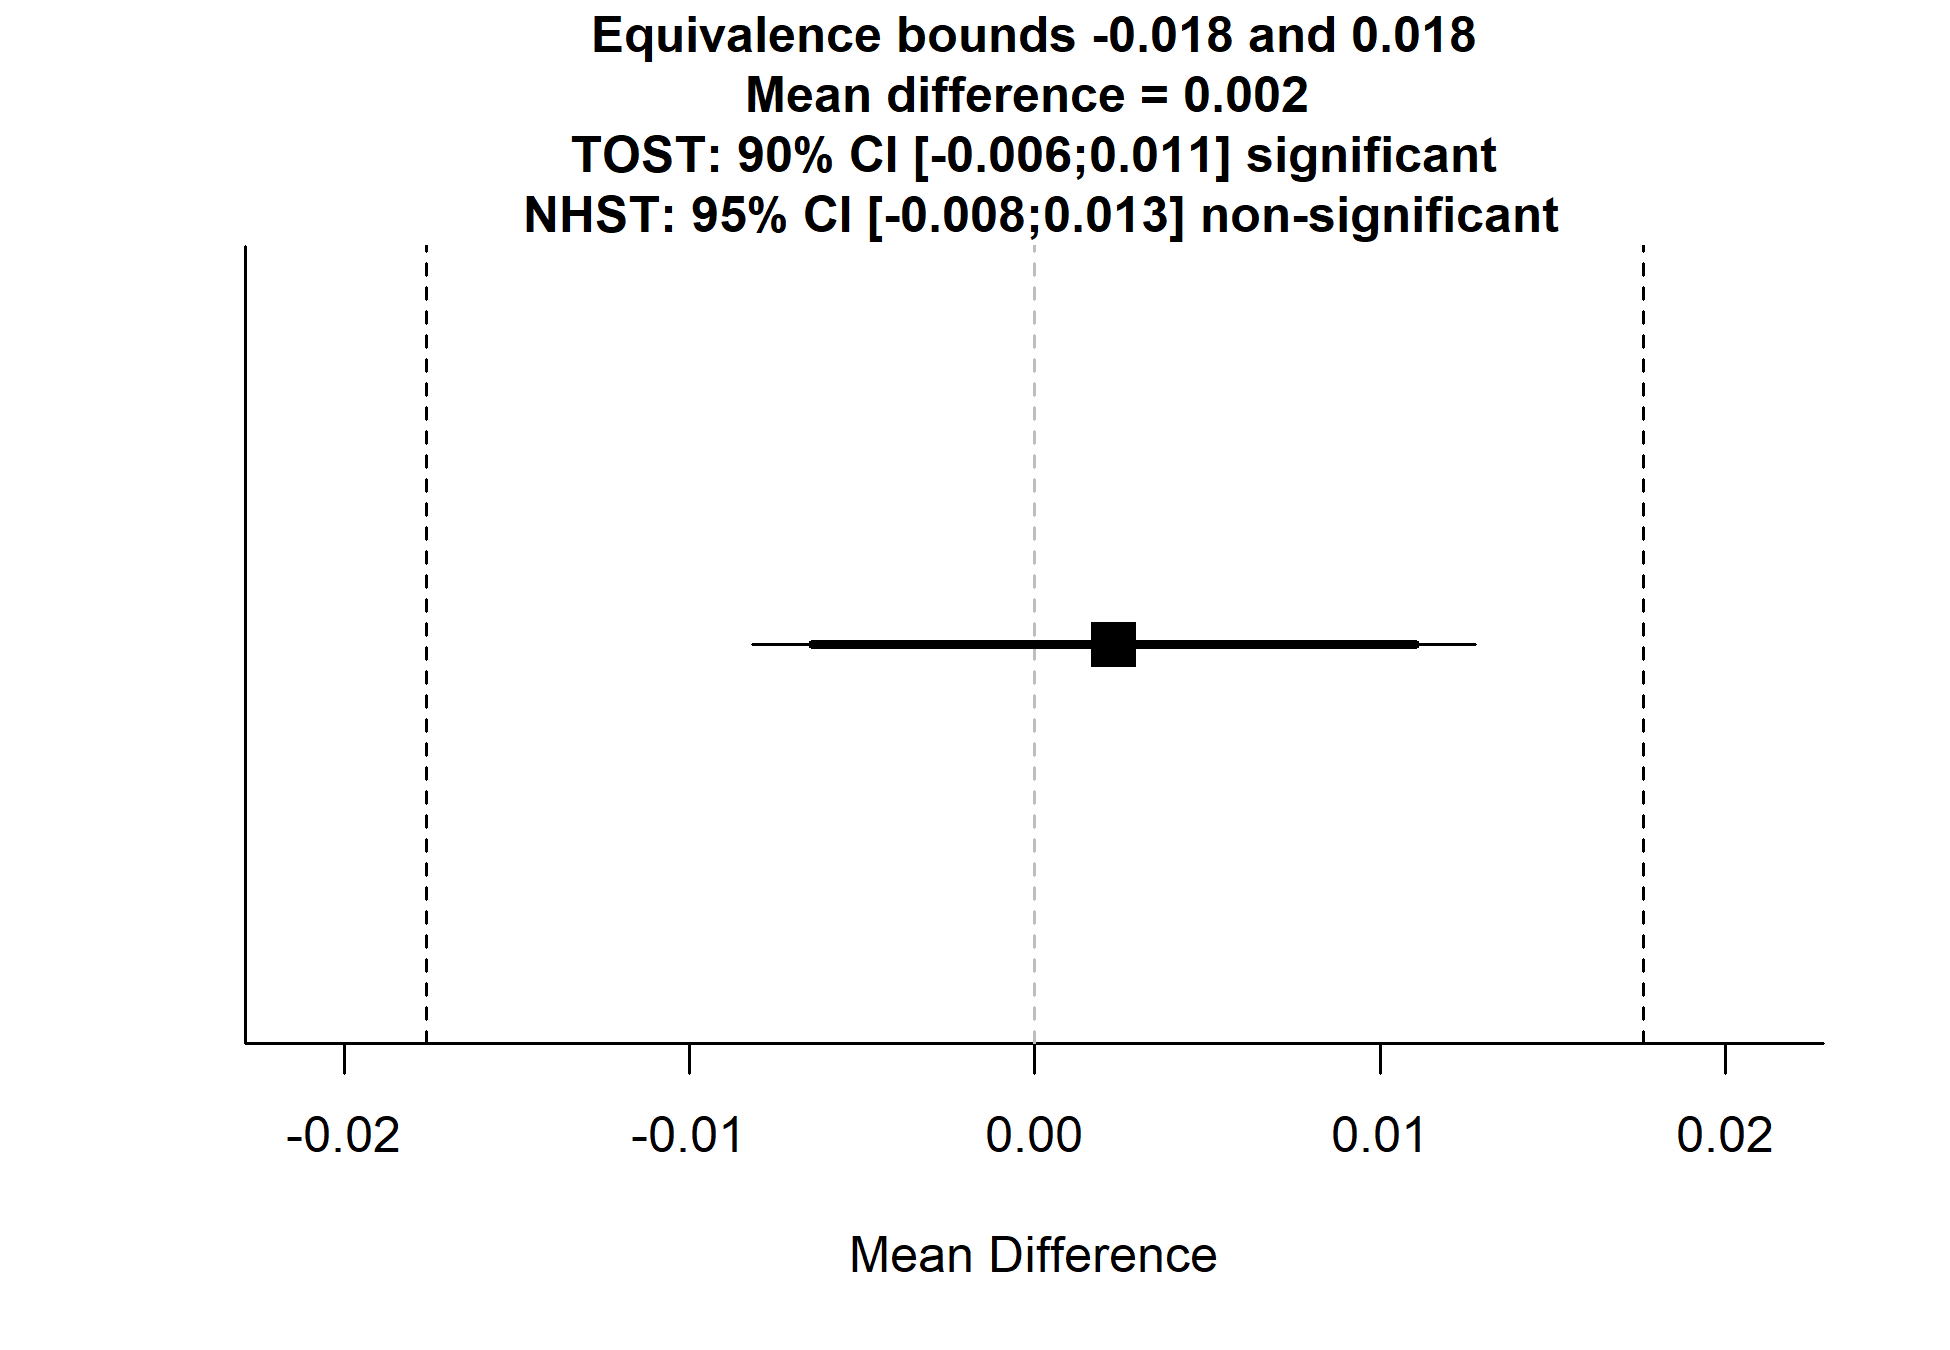 Equivalence bounds -0.018 and 0.018
Mean difference = 0.002
TOST: 90% CI [-0.006;0.011] significant
NHST: 95% CI [-0.008;0.013] non-significant
-0.02 -0.01 0.00 0.01 0.02
Mean Difference